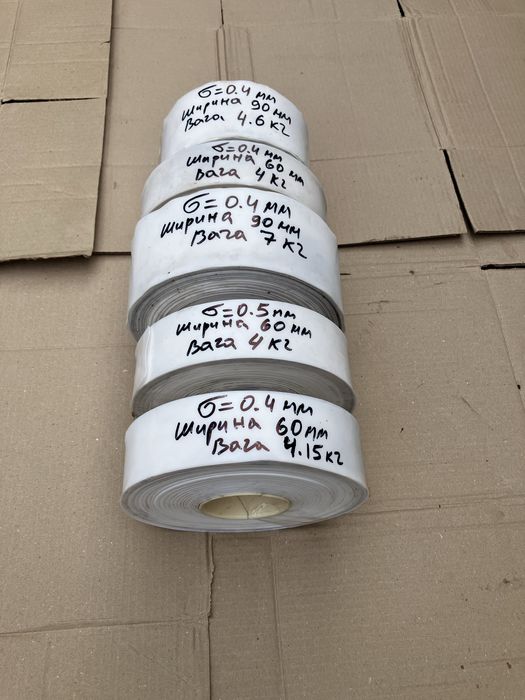 σ=0.4 мм
Ширина 90 мм
Вага 4.6 кг
σ=0.4 мм
Ширина 60 мм
Вага 4 кг
σ=0.4 мм
Ширина 90 мм
Вага 7 кг
σ=0.5 мм
Ширина 60 мм
Вага 4 кг
σ=0.4 мм
Ширина 60 мм
Вага 4.15 кг